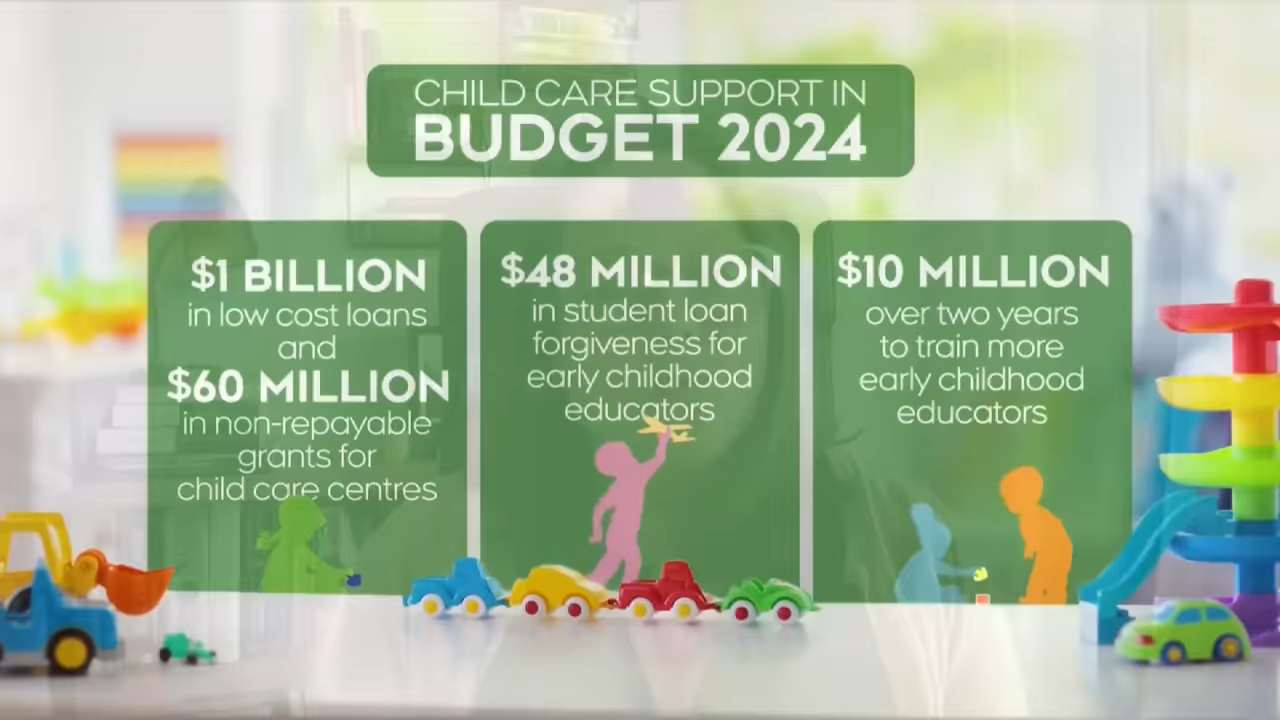 CHILD CARE SUPPORT IN
BUDGET 2024
$1 BILLION
in low cost loans
and
$60 MILLION
in non-repayable
grants for
child care centres
$48 MILLION
in student loan
forgiveness for
early childhood
educators
$10 MILLION
over two years
to train more
early childhood
educators